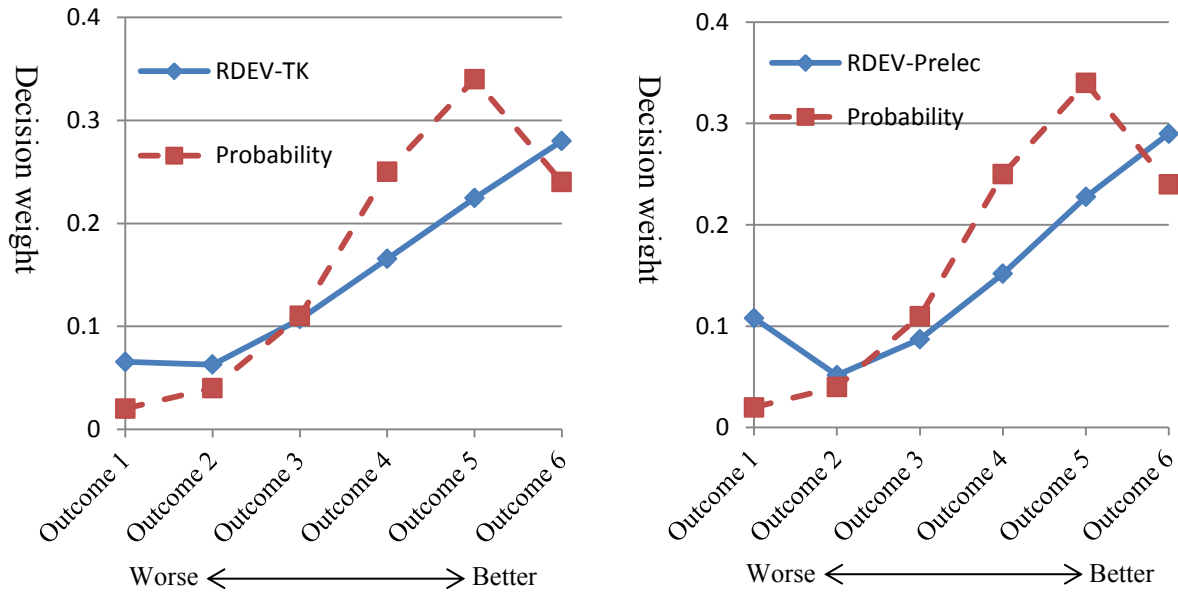 Decision weight
0.4
0.3
0.2
0.1
0
RDEV-TK
Probability
Outcome 1
Outcome 2
Outcome 3
Outcome 4
Outcome 5
Outcome 6
Worse
Better
Decision weight
0.4
0.3
0.2
0.1
0
RDEV-Prelec
Probability
Outcome 1
Outcome 2
Outcome 3
Outcome 4
Outcome 5
Outcome 6
Worse
Better